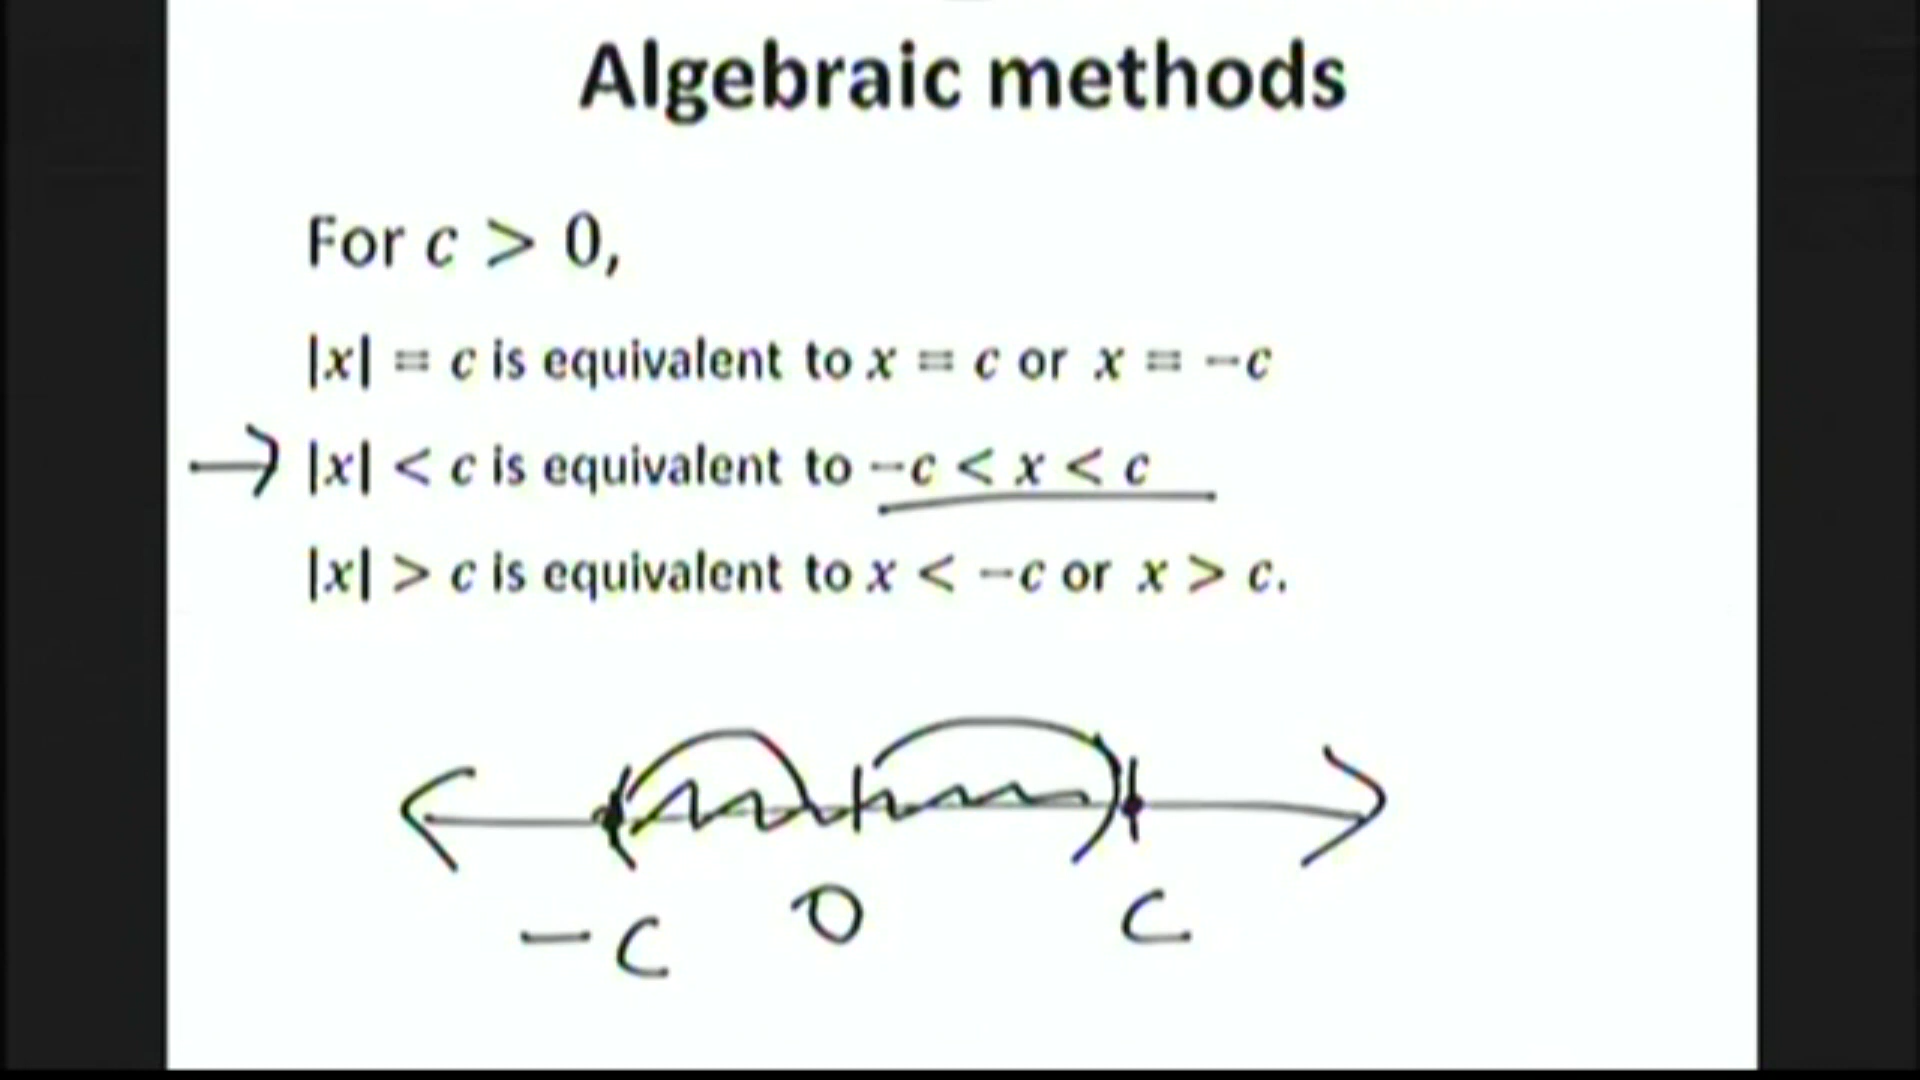 Algebraic methods
For c > 0,
|x| = c is equivalent to x = c or x = −c
→ |x| < c is equivalent to −c < x < c
|x| > c is equivalent to x < −c or x > c.
−c 0 c